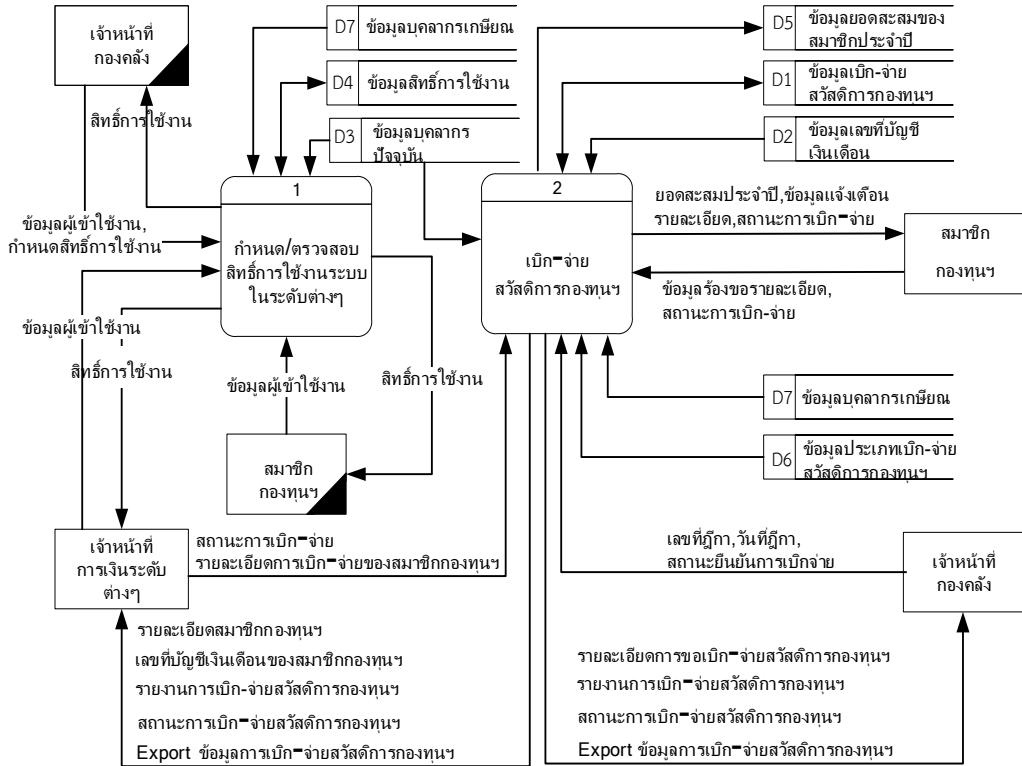 เจ้าหน้าที่
กองคลัง
D7 ข้อมูลบุคลากรเกษียณ
D4 ข้อมูลสิทธิ์การใช้งาน
D3 ข้อมูลบุคลากร
ปัจจุบัน
D5 ข้อมูลยอดสะสมของ
สมาชิกประจำปี
D1 ข้อมูลเบิก-จ่าย
สวัสดิการกองทุนฯ
D2 ข้อมูลเลขที่บัญชี
เงินเดือน
สิทธิ์การใช้งาน
ข้อมูลผู้เข้าใช้งาน,
กำหนดสิทธิ์การใช้งาน
1
กำหนด/ตรวจสอบ
สิทธิ์การใช้งานระบบ
ในระดับต่างๆ
2
เบิก-จ่าย
สวัสดิการกองทุนฯ
ยอดสะสมประจำปี,ข้อมูลแจ้งเตือน
รายละเอียด,สถานะการเบิก-จ่าย
สมาชิก
กองทุนฯ
ข้อมูลร้องขอรายละเอียด,
สถานะการเบิก-จ่าย
ข้อมูลผู้เข้าใช้งาน
สิทธิ์การใช้งาน
ข้อมูลผู้เข้าใช้งาน
สิทธิ์การใช้งาน
สมาชิก
กองทุนฯ
D7 ข้อมูลบุคลากรเกษียณ
D6 ข้อมูลประเภทเบิก-จ่าย
สวัสดิการกองทุนฯ
เจ้าหน้าที่
การเงินระดับ
ต่างๆ
สถานะการเบิก-จ่าย
รายละเอียดการเบิก-จ่ายของสมาชิกกองทุนฯ
เลขที่ฎีกา,วันที่ฎีกา,
สถานะยืนยันการเบิกจ่าย
เจ้าหน้าที่
กองคลัง
รายละเอียดสมาชิกกองทุนฯ
เลขที่บัญชีเงินเดือนของสมาชิกกองทุนฯ
รายงานการเบิก-จ่ายสวัสดิการกองทุนฯ
สถานะการเบิก-จ่ายสวัสดิการกองทุนฯ
Export ข้อมูลการเบิก-จ่ายสวัสดิการกองทุนฯ
รายละเอียดการขอเบิก-จ่ายสวัสดิการกองทุนฯ
รายงานการเบิก-จ่ายสวัสดิการกองทุนฯ
สถานะการเบิก-จ่ายสวัสดิการกองทุนฯ
Export ข้อมูลการเบิก-จ่ายสวัสดิการกองทุนฯ